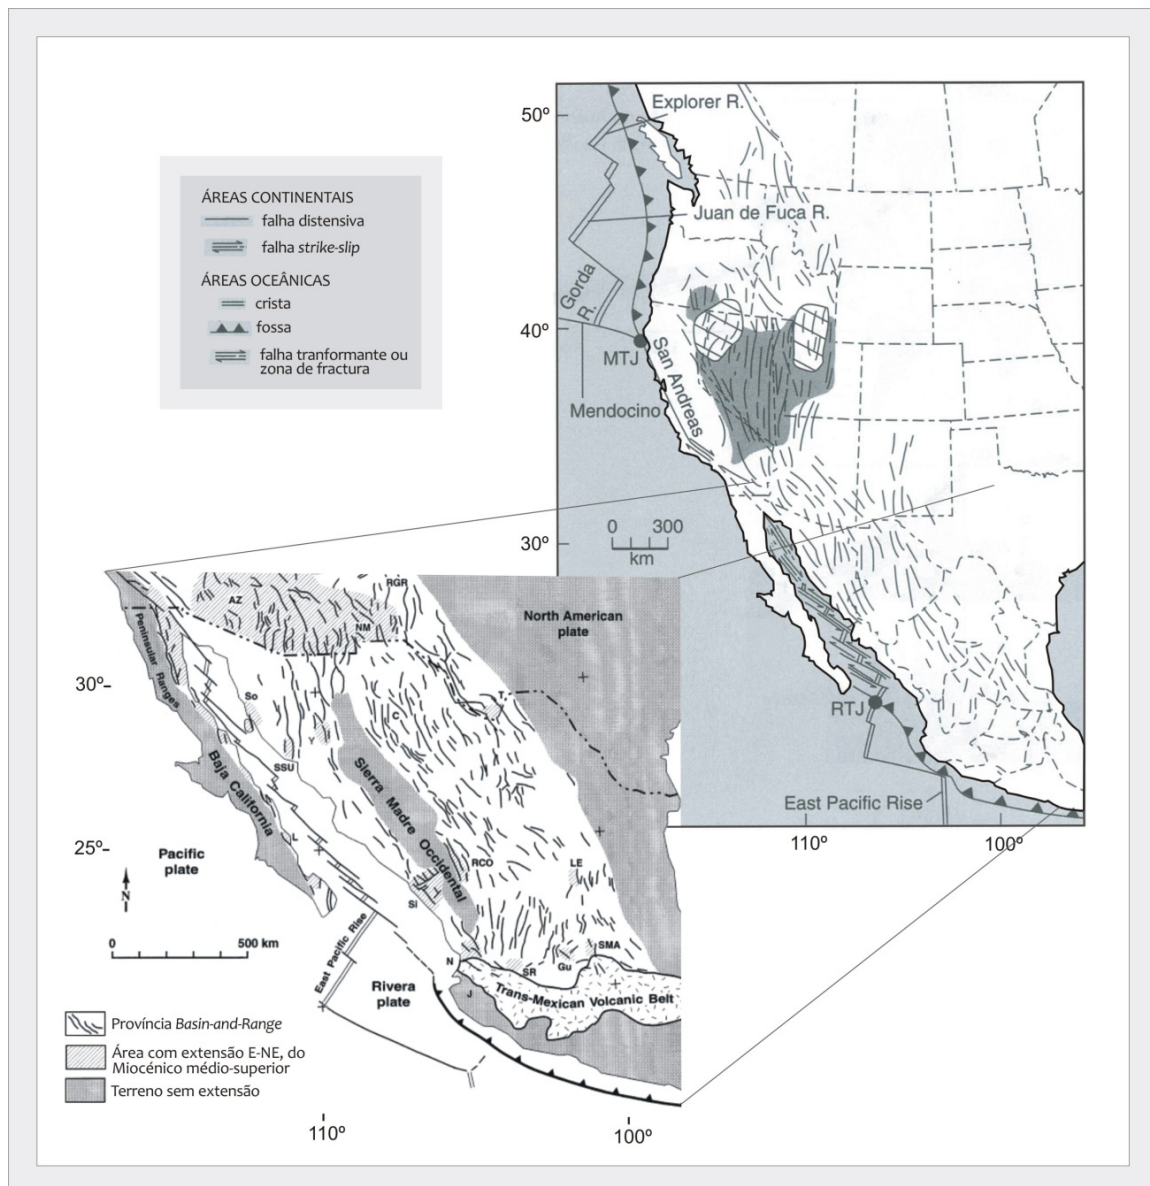 50º
Explorer R.
ÁREAS CONTINENTAIS
falha distensiva
falha strike-slip
ÁREAS OCEÂNICAS
crista
fossa
falha tranformante ou
zona de fractura
Juan de Fuca R.
Gorda
R.
40º
MTJ
San Andreas
Mendocino
0 300
km
30º
RTJ
East Pacific Rise
110º
100º
RGR
AZ
NM
North American
plate
Peninsular Ranges
30º
So
T
C
Y
SSU
Baja California
Sierra Madre Occidental
L
25º
Pacific
plate
RCO
LE
N
Si
0 500 km
East Pacific Rise
SMA
N
SR
Gu
Rivera
plate
J
Trans-Mexican Volcanic Belt
Província Basin-and-Range
Área com extensão E-NE, do
Miocénico médio-superior
Terreno sem extensão
110º
100º